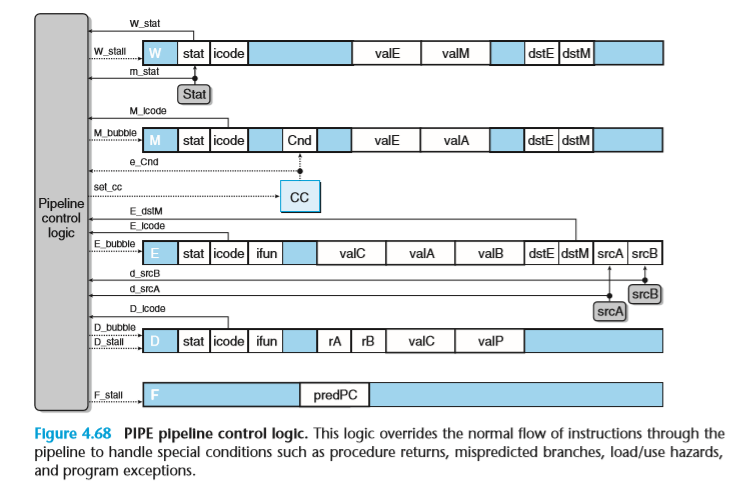 W_stat
W_stall
W stat icode valE valM dstE dstM
m_stat
Stat
M_icode
M_bubble
M stat icode Cnd valE valA dstE dstM
e_Cnd
set_cc
CC
Pipeline
control
logic
E_dstM
E_icode
E_bubble
E stat icode ifun valC valA valB dstE dstM srcA srcB
d_srcB
d_srcA
srcB
srcA
D_icode
D_bubble
D_stall
D stat icode ifun rA rB valC valP
F_stall
F predPC
Figure 4.68 PIPE pipeline control logic. This logic overrides the normal flow of instructions through the
pipeline to handle special conditions such as procedure returns, mispredicted branches, load/use hazards,
and program exceptions.